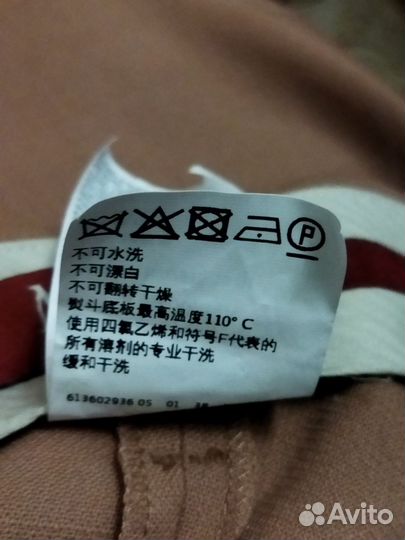 P
不可水洗
不可漂白
不可翻转干燥
熨斗底板最高温度110° C
使用四氯乙烯和符号F代表的
所有溶剂的专业干洗
缓和干洗
613602936 05 01 38
Avito